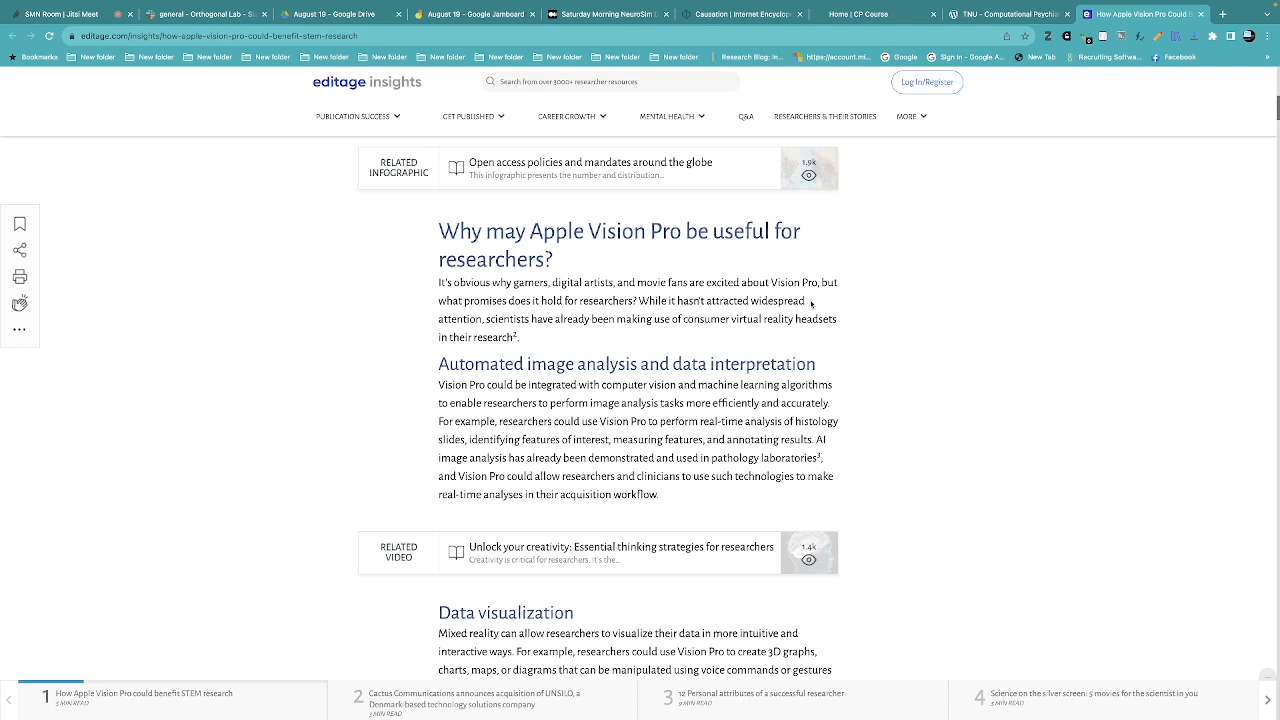 SMN Room | Jitsi Meet
general - Orthogonal Lab - Sl
August 19 - Google Drive
August 19 - Google Jamboard
Saturday Morning NeuroSim
Causation | Internet Encyclop
Home | CP Course
TNU - Computational Psychia
How Apple Vision Pro Could B
editage.com/insights/how-apple-vision-pro-could-benefit-stem-research
Bookmarks New folder New folder New folder New folder New folder New folder New folder New folder New folder Research Blog: In... https://account.ml... Google Sign in - Google A... New Tab Recruiting Softwa... Facebook »
editage insights
Search from over 3000+ researcher resources
Log In/Register
PUBLICATION SUCCESS GET PUBLISHED CAREER GROWTH MENTAL HEALTH Q&A RESEARCHERS & THEIR STORIES MORE
RELATED INFOGRAPHIC
Open access policies and mandates around the globe
This infographic presents the number and distribution...
1.9k
Why may Apple Vision Pro be useful for
researchers?
It's obvious why gamers, digital artists, and movie fans are excited about Vision Pro, but
what promises does it hold for researchers? While it hasn't attracted widespread
attention, scientists have already been making use of consumer virtual reality headsets
in their research².
Automated image analysis and data interpretation
Vision Pro could be integrated with computer vision and machine learning algorithms
to enable researchers to perform image analysis tasks more efficiently and accurately.
For example, researchers could use Vision Pro to perform real-time analysis of histology
slides, identifying features of interest, measuring features, and annotating results. AI
image analysis has already been demonstrated and used in pathology laboratories³,
and Vision Pro could allow researchers and clinicians to use such technologies to make
real-time analyses in their acquisition workflow.
RELATED VIDEO
Unlock your creativity: Essential thinking strategies for researchers
Creativity is critical for researchers. It's the...
1.4k
Data visualization
Mixed reality can allow researchers to visualize their data in more intuitive and
interactive ways. For example, researchers could use Vision Pro to create 3D graphs,
charts, maps, or diagrams that can be manipulated using voice commands or gestures
1 How Apple Vision Pro could benefit STEM research
5 MIN READ
2 Cactus Communications announces acquisition of UNSILO, a
Denmark-based technology solutions company
3 MIN READ
3 12 Personal attributes of a successful researcher
9 MIN READ
4 Science on the silver screen: 5 movies for the scientist in you
5 MIN READ